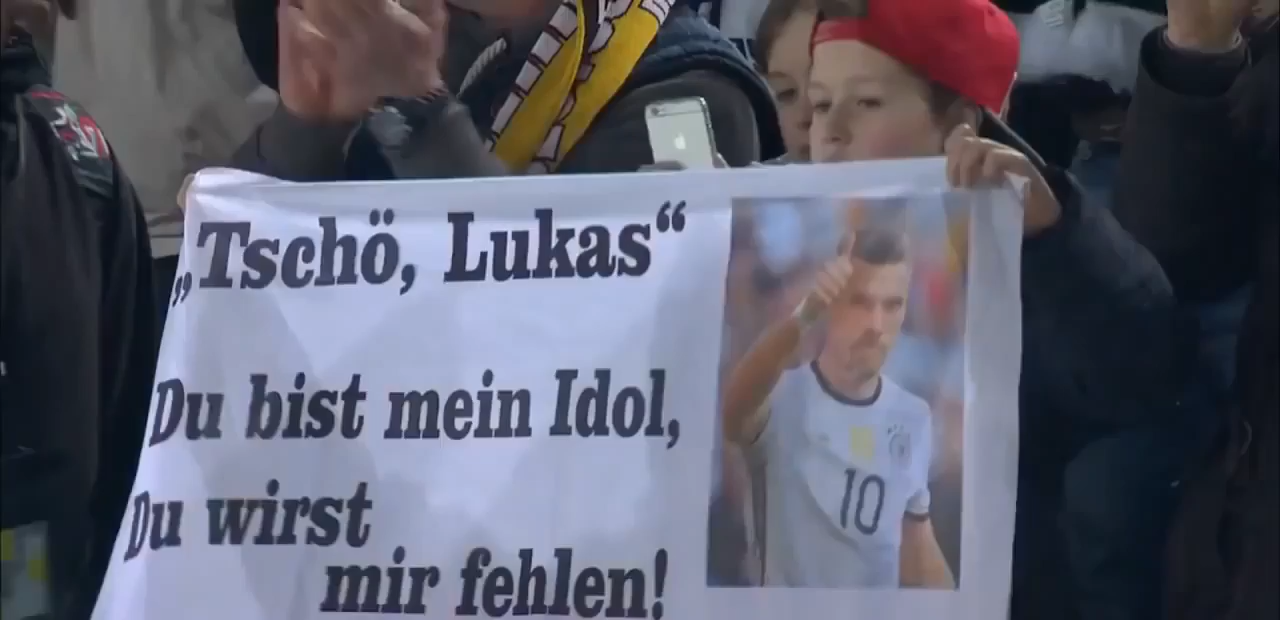 „Tschö, Lukas“
Du bist mein Idol,
Du wirst
mir fehlen!
10